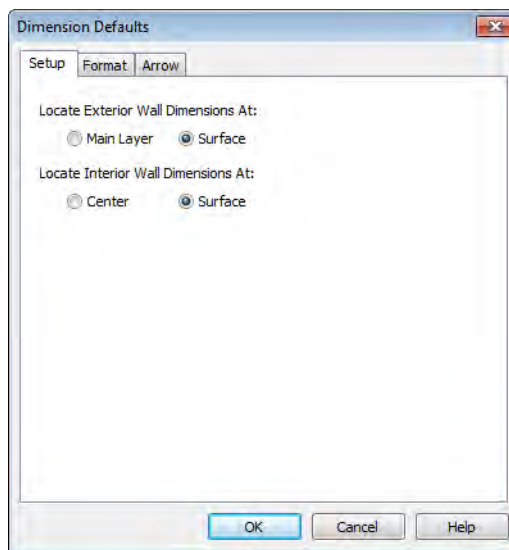 Dimension Defaults
Setup Format Arrow
Locate Exterior Wall Dimensions At:
Main Layer Surface
Locate Interior Wall Dimensions At:
Center Surface
OK Cancel Help